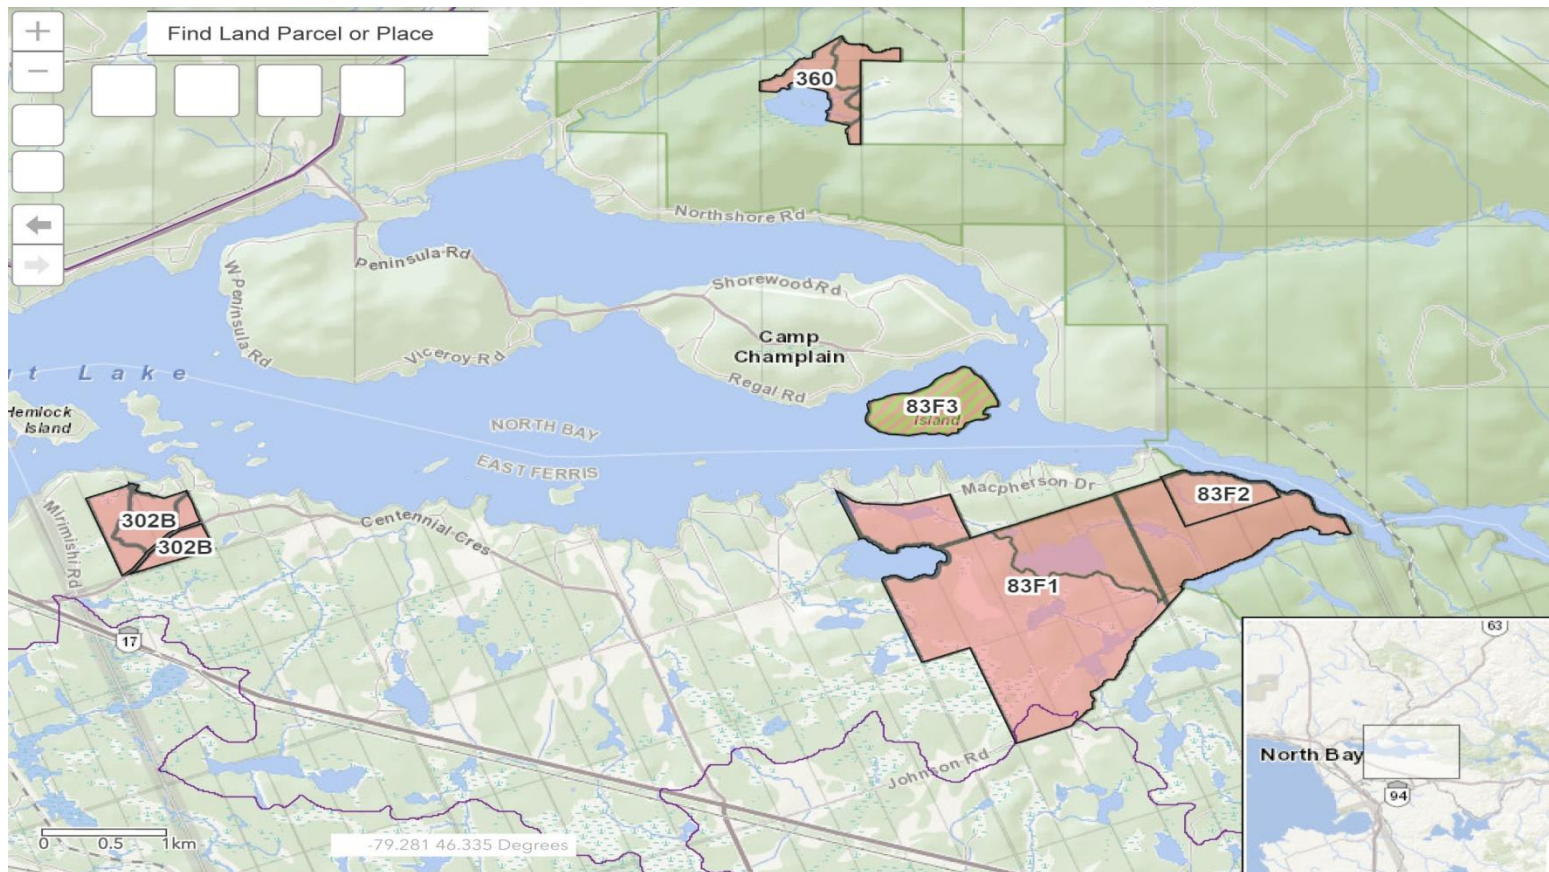 Find Land Parcel or Place
360
Northshore Rd
Peninsula Rd
W Peninsula Rd
Shorewood Rd
Camp
Champlain
Viceroy Rd
Regal Rd
t Lake
83F3
Island
Hemlock
Island
NORTH BAY
EAST FERRIS
Macpherson Dr
83F2
302B
302B
Mirimishi Rd
Centennial Cres
83F1
17
63
North Bay
94
Johnson Rd
0 0.5 1km
-79.281 46.335 Degrees